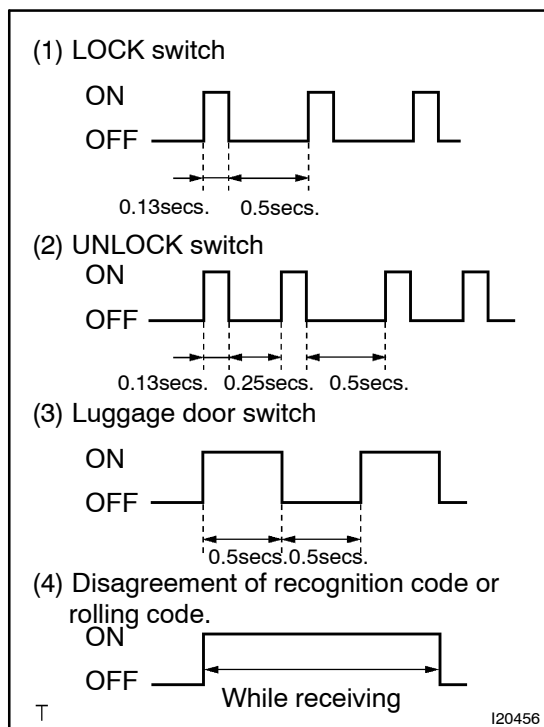 (1) LOCK switch
ON
OFF
0.13secs. 0.5secs.
(2) UNLOCK switch
ON
OFF
0.13secs. 0.25secs. 0.5secs.
(3) Luggage door switch
ON
OFF
0.5secs. 0.5secs.
(4) Disagreement of recognition code or
rolling code.
ON
OFF
While receiving
T I20456